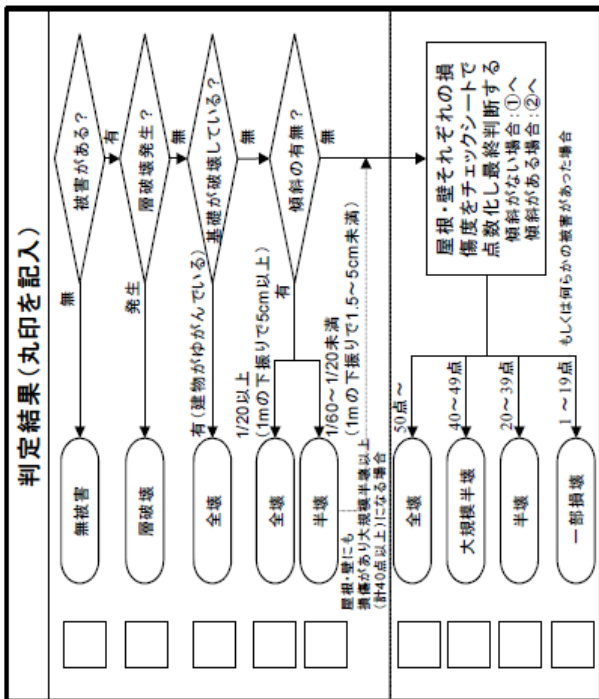 判定結果(丸印を記入)
被害がある?
有
無
無被害
層破壊発生?
無
発生
層破壊
基礎が破壊している?
無
有(建物がゆがんでいる)
全壊
傾斜の有無?
無
有
1/20以上
(1mの下振りで5cm以上)
全壊
1/60~1/20未満
(1mの下振りで1.5~5cm未満)
半壊
屋根・壁にも
損傷があり大規模半壊以上
(計40点以上)になる場合
屋根・壁それぞれの損
傷度をチェックシートで
点数化し最終判断する
傾斜がない場合:①へ
傾斜がある場合:②へ
50点~
全壊
40~49点
大規模半壊
20~39点
半壊
1~19点
もしくは何らかの被害があった場合
一部損壊